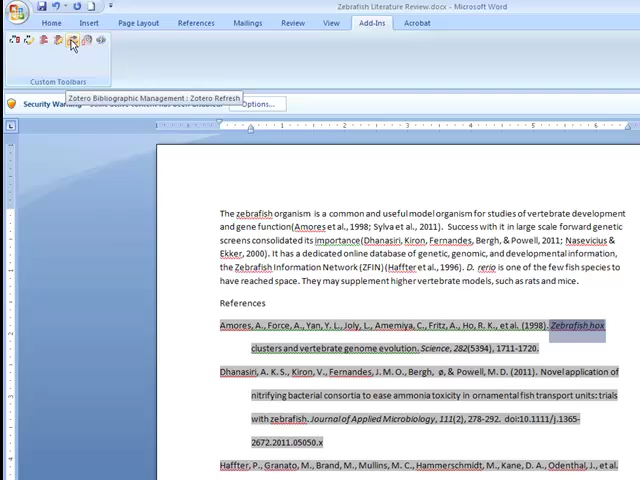 Zebrafish Literature Review.docx - Microsoft Word
Home Insert Page Layout References Mailings Review View Add-Ins Acrobat
Custom Toolbars
Zotero Bibliographic Management : Zotero Refresh
Security Warning Options...
1 2 3 4 5 6
L
The zebrafish organism is a common and useful model organism for studies of vertebrate development
and gene function(Amores et al., 1998; Sylva et al., 2011). Success with it in large scale forward genetic
screens consolidated its importance(Dhanasiri, Kiron, Fernandes, Bergh, & Powell, 2011; Nasevicius &
Ekker, 2000). It has a dedicated online database of genetic, genomic, and developmental information,
the Zebrafish Information Network (ZFIN)(Haffter et al., 1996). D. rerio is one of the few fish species to
have reached space. They may supplement higher vertebrate models, such as rats and mice.
References
Amores, A., Force, A., Yan, Y. L., Joly, L., Amemiya, C., Fritz, A., Ho, R. K., et al. (1998). Zebrafish hox
clusters and vertebrate genome evolution. Science, 282(5394), 1711-1720.
Dhanasiri, A. K. S., Kiron, V., Fernandes, J. M. O., Bergh, ø, & Powell, M. D. (2011). Novel application of
nitrifying bacterial consortia to ease ammonia toxicity in ornamental fish transport units: trials
with zebrafish. Journal of Applied Microbiology, 111(2), 278-292. doi:10.1111/j.1365-
2672.2011.05050.x
Haffter, P., Granato, M., Brand, M., Mullins, M. C., Hammerschmidt, M., Kane, D. A., Odenthal, J., et al.